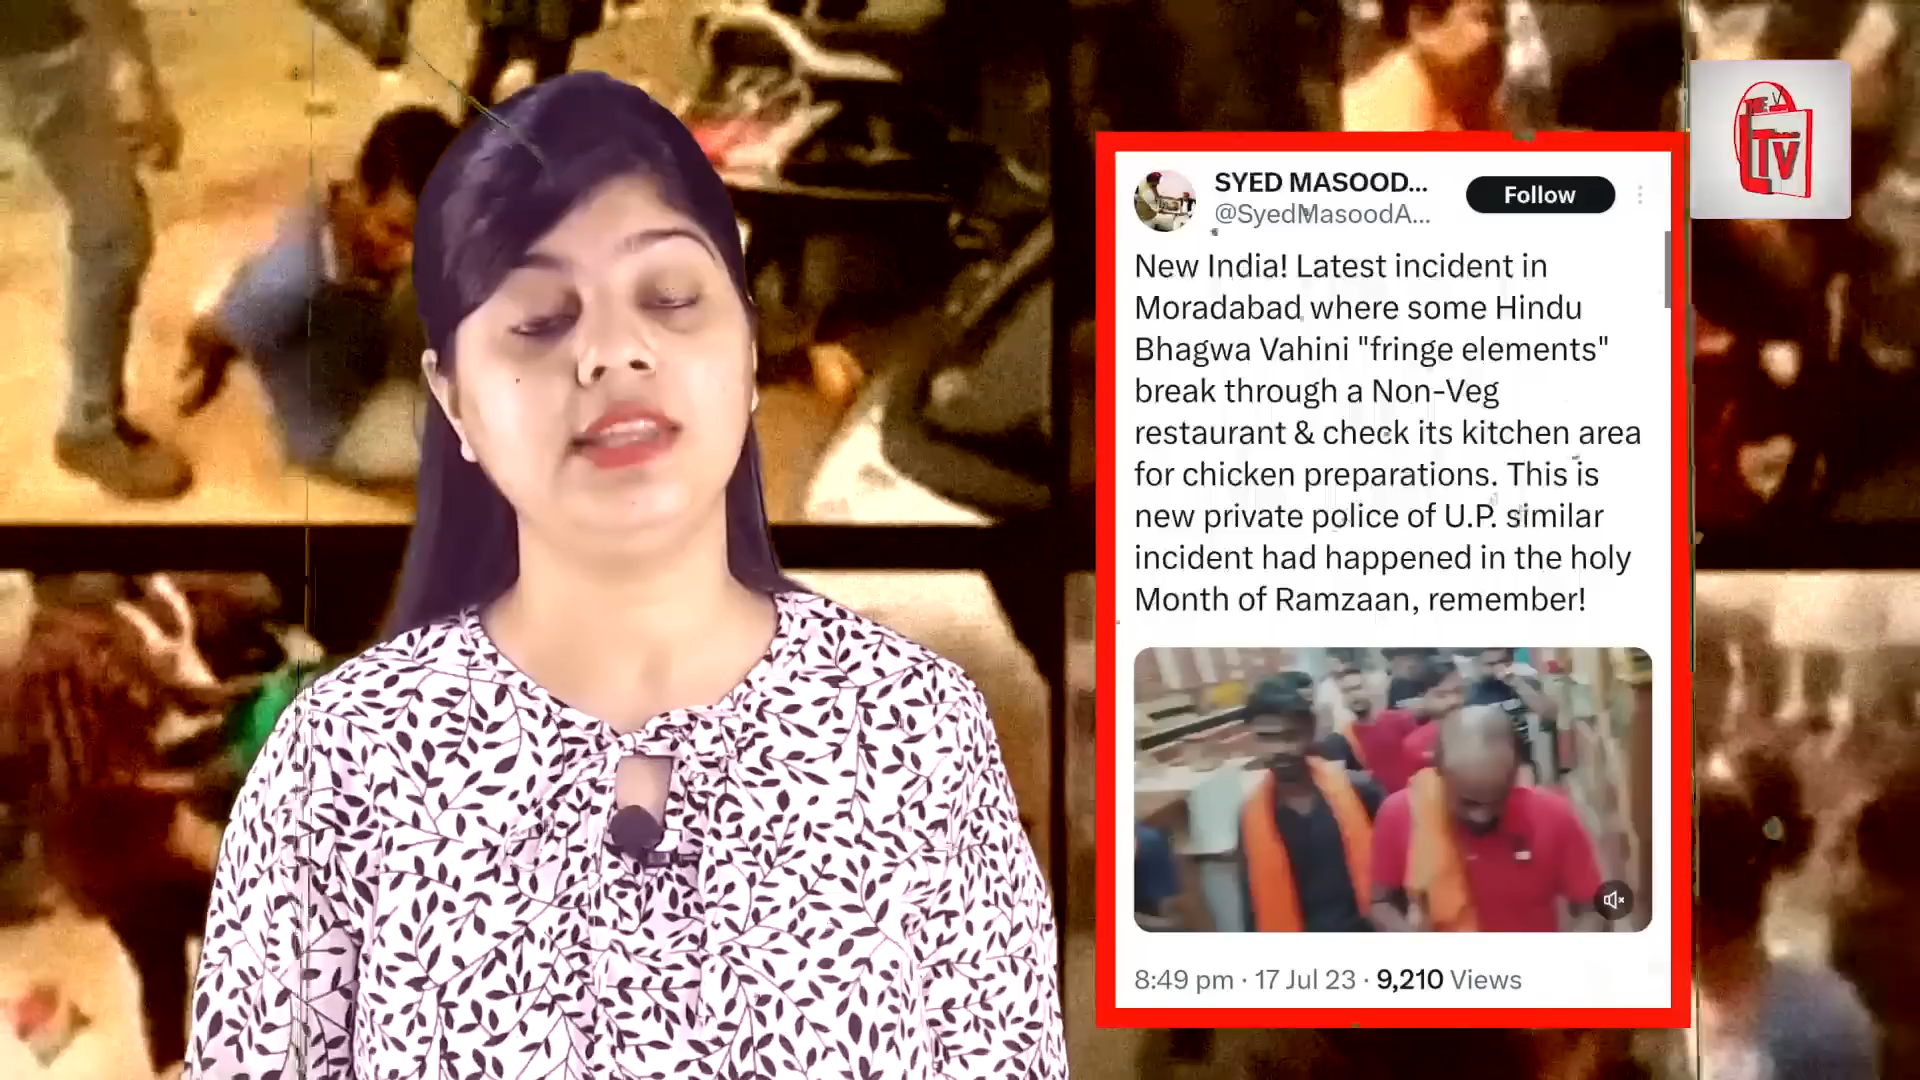 THE
TV
SYED MASOOD...
@SyedMasoodA...
Follow
New India! Latest incident in
Moradabad where some Hindu
Bhagwa Vahini "fringe elements"
break through a Non-Veg
restaurant & check its kitchen area
for chicken preparations. This is
new private police of U.P. similar
incident had happened in the holy
Month of Ramzaan, remember!
8:49 pm · 17 Jul 23 · 9,210 Views